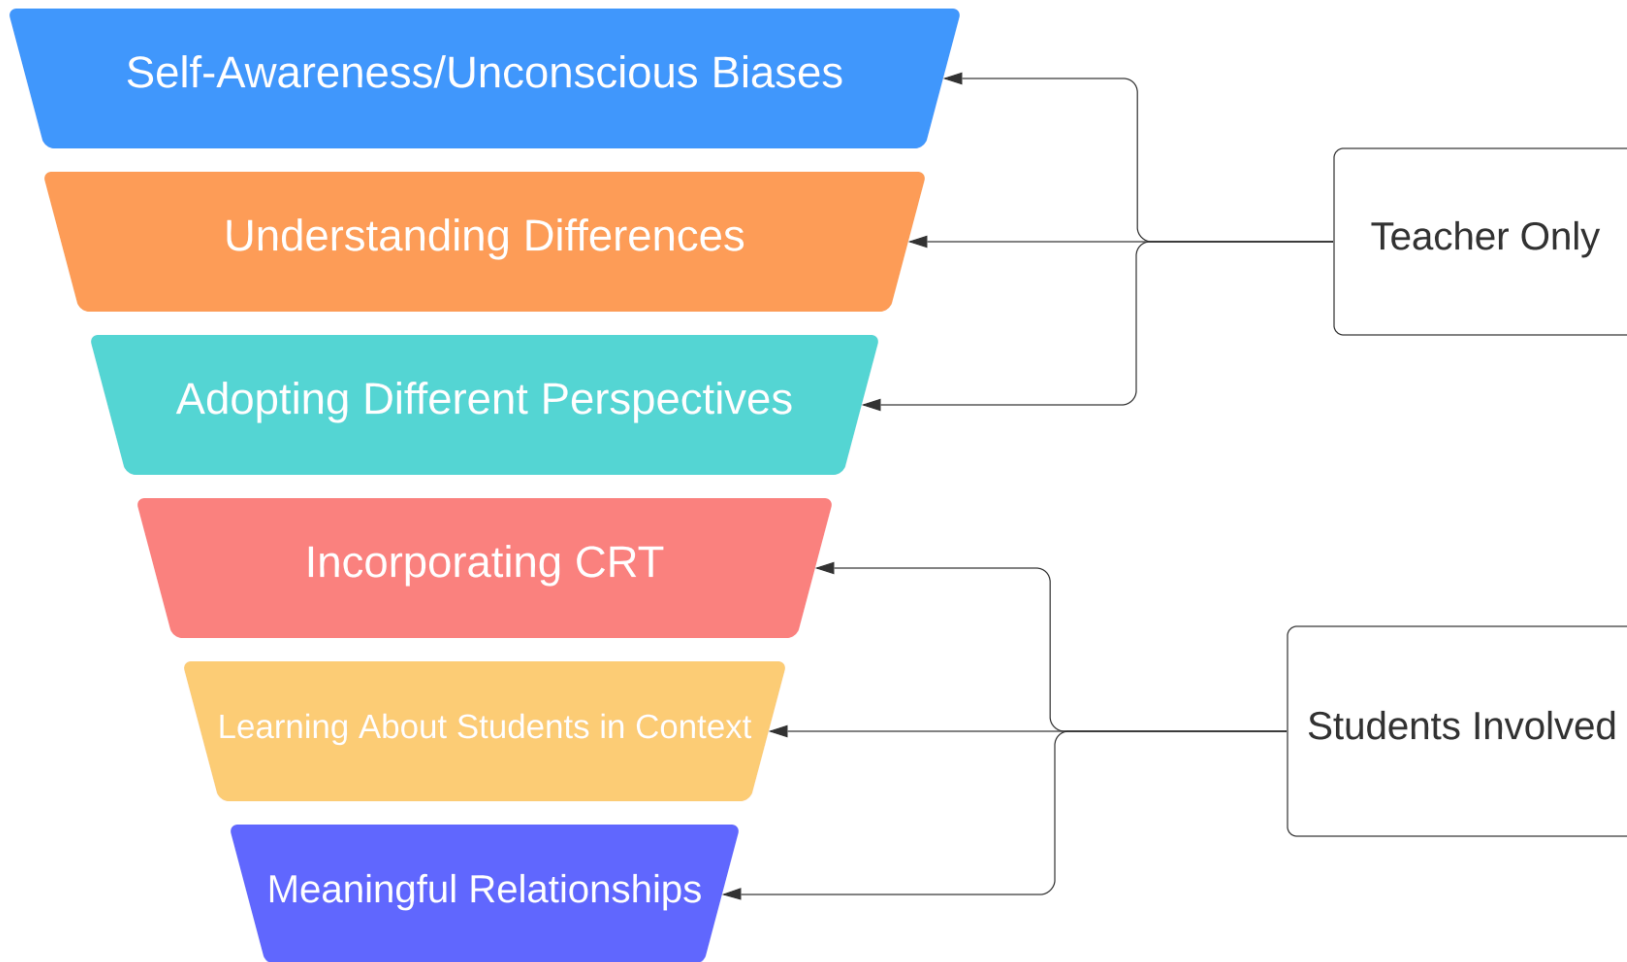 Self-Awareness/Unconscious Biases
Understanding Differences
Teacher Only
Adopting Different Perspectives
Incorporating CRT
Learning About Students in Context
Students Involved
Meaningful Relationships